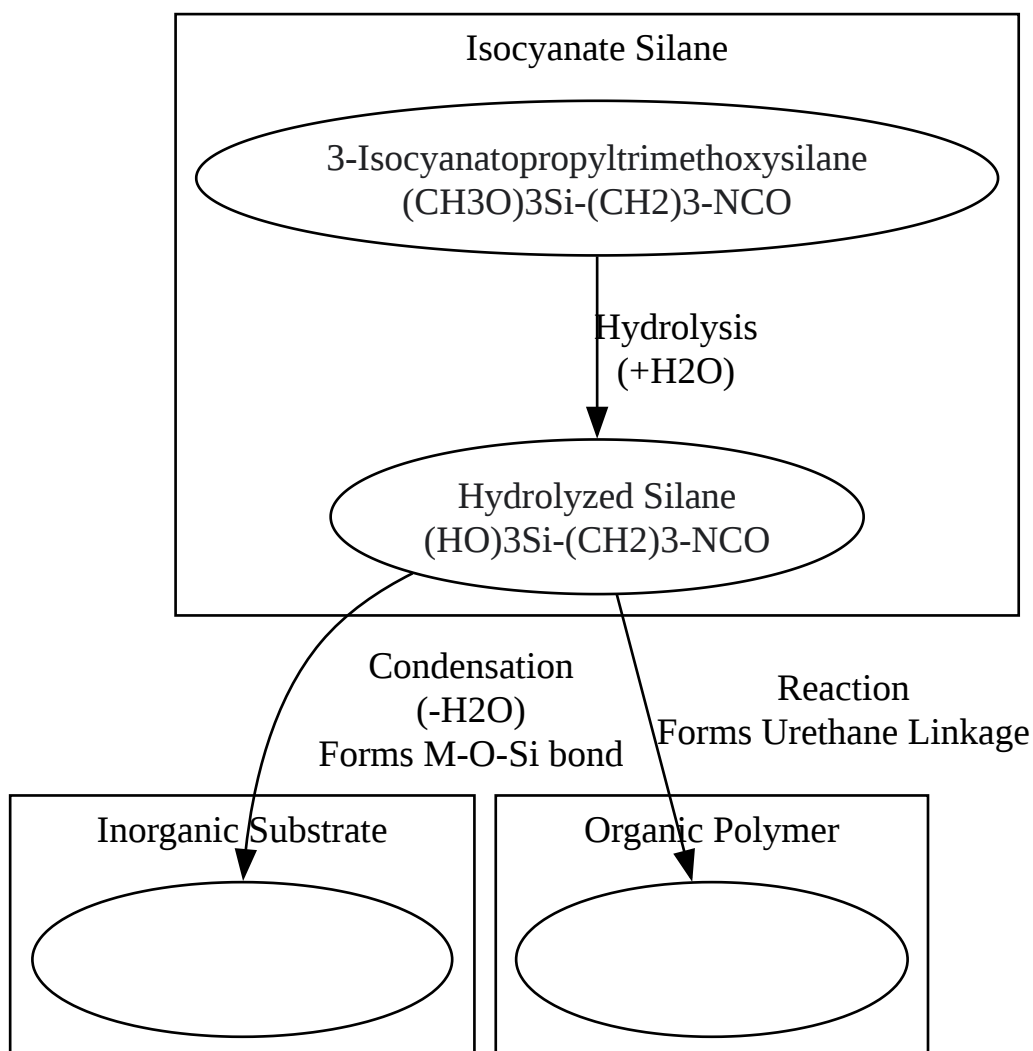 Isocyanate Silane
3-Isocyanatopropyltrimethoxysilane
(CH3O)3Si-(CH2)3-NCO
Hydrolysis
(+H2O)
Hydrolyzed Silane
(HO)3Si-(CH2)3-NCO
Condensation
(-H2O)
Forms M-O-Si bond
Reaction
Forms Urethane Linkage
Inorganic Substrate
Organic Polymer